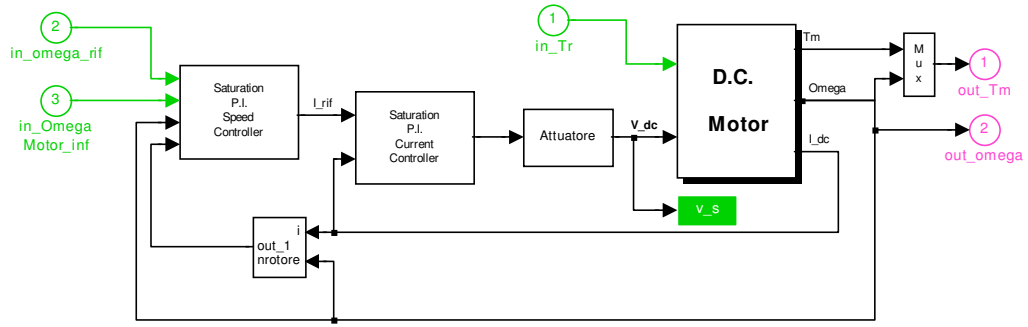 2
in_omega_rif
3
in_Omega
Motor_inf
Saturation
P.I.
Speed
Controller
I_rif
Saturation
P.I.
Current
Controller
Attuatore
V_dc
1
in_Tr
D.C.
Motor
Tm
Omega
I_dc
M
u
x
1
out_Tm
2
out_omega
v_s
i
out_1
nrotore